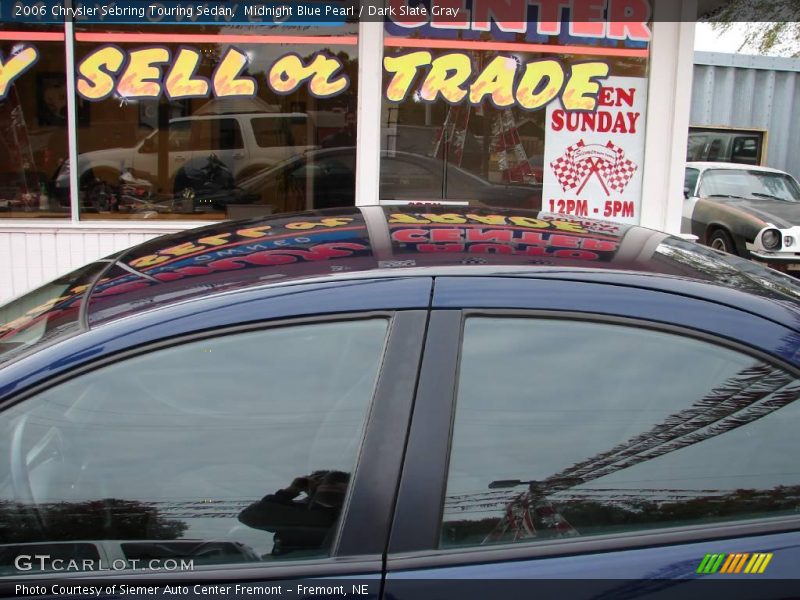 2006 Chrysler Sebring Touring Sedan,  Midnight Blue Pearl / Dark Slate Gray
CENTER
Y SELL or TRADE
EN
SUNDAY
12PM - 5PM
GTCARLOT.COM
Photo Courtesy of Siemer Auto Center Fremont – Fremont, NE